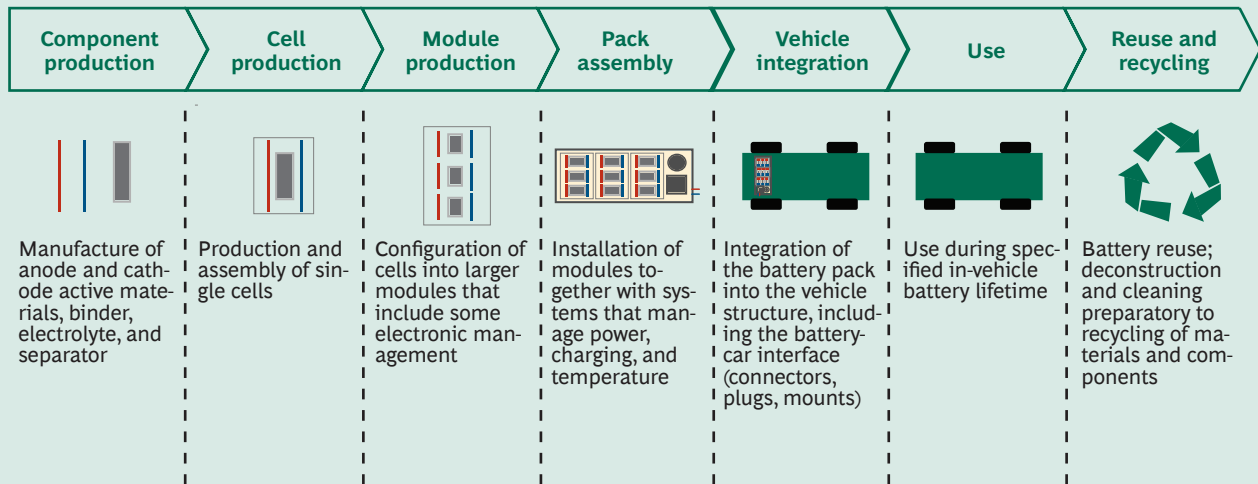 Component
production
Cell
production
Module
production
Pack
assembly
Vehicle
integration
Use
Reuse and
recycling
Manufacture of
anode and cath-
ode active mate-
rials, binder,
electrolyte, and
separator
Production and
assembly of sin-
gle cells
Configuration of
cells into larger
modules that
include some
electronic man-
agement
Installation of
modules to-
gether with sys-
tems that man-
age power,
charging, and
temperature
Integration of
the battery pack
into the vehicle
structure, includ-
ing the battery-
car interface
(connectors,
plugs, mounts)
Use during spec-
ified in-vehicle
battery lifetime
Battery reuse;
deconstruction
and cleaning
preparatory to
recycling of ma-
terials and com-
ponents